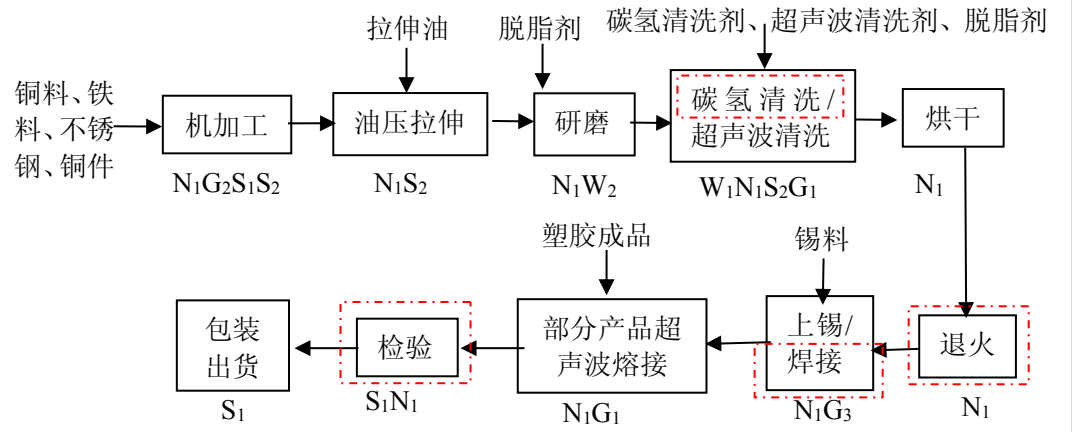 拉伸油
脱脂剂
碳氢清洗剂、超声波清洗剂、脱脂剂
铜料、铁
料、不锈
钢、铜件
机加工
油压拉伸
研磨
碳氢清洗/
超声波清洗
烘干
N₁G₂S₁S₂
N₁S₂
N₁W₂
W₁N₁S₂G₁
N₁
塑胶成品
锡料
包装
出货
检验
部分产品超
声波熔接
上锡/
焊接
退火
S₁
S₁N₁
N₁G₁
N₁G₃
N₁